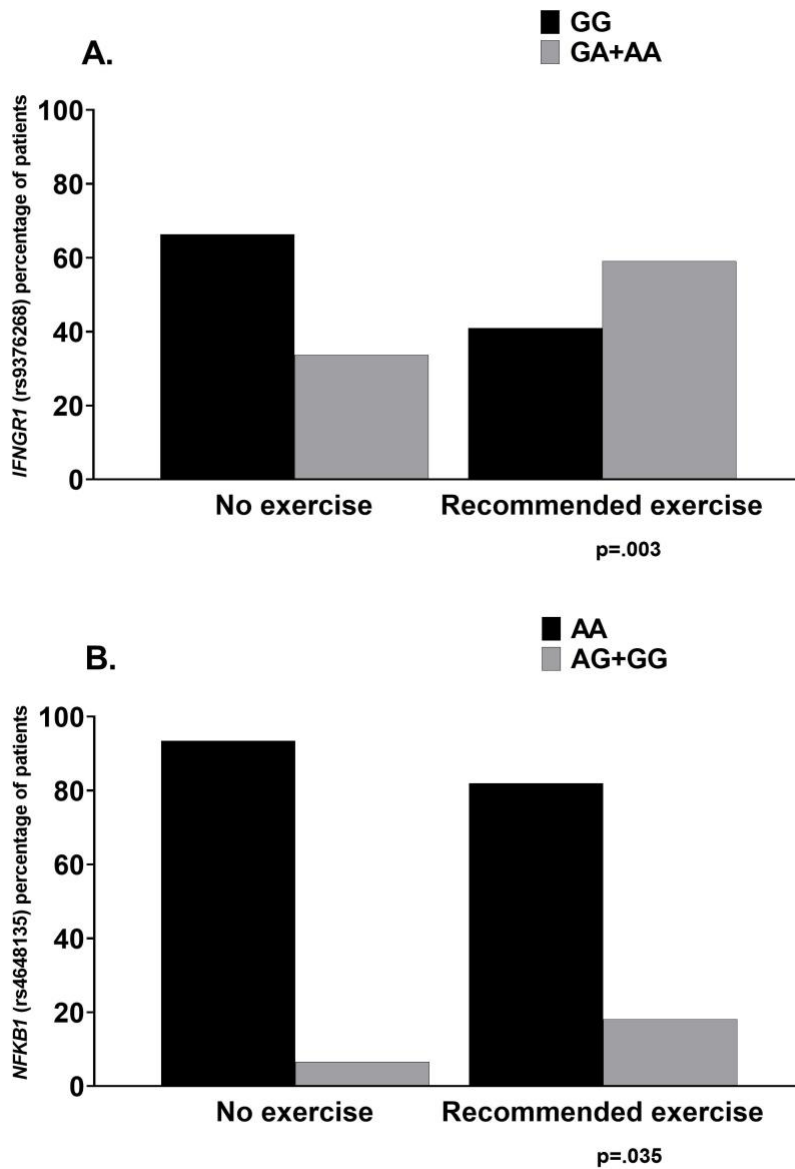 GG
A.
GA+AA
IFNGR1 (rs9376268) percentage of patients
100
80
60
40
20
0
No exercise
Recommended exercise
p=.003
AA
B.
AG+GG
NFKB1 (rs4648135) percentage of patients
100
80
60
40
20
0
No exercise
Recommended exercise
p=.035